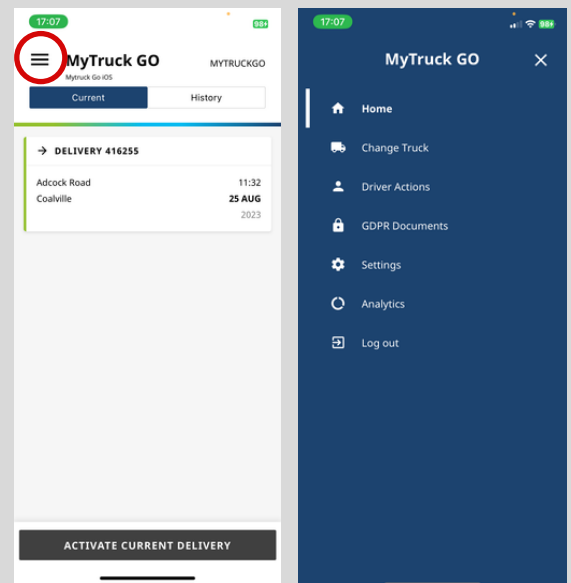 17:07
98+
MyTruck GO
MYTRUCKGO
Mytruck Go iOS
Current
History
→ DELIVERY 416255
Adcock Road
11:32
Coalville
25 AUG
2023
ACTIVATE CURRENT DELIVERY
17:07
98+
MyTruck GO
Home
Change Truck
Driver Actions
GDPR Documents
Settings
Analytics
Log out